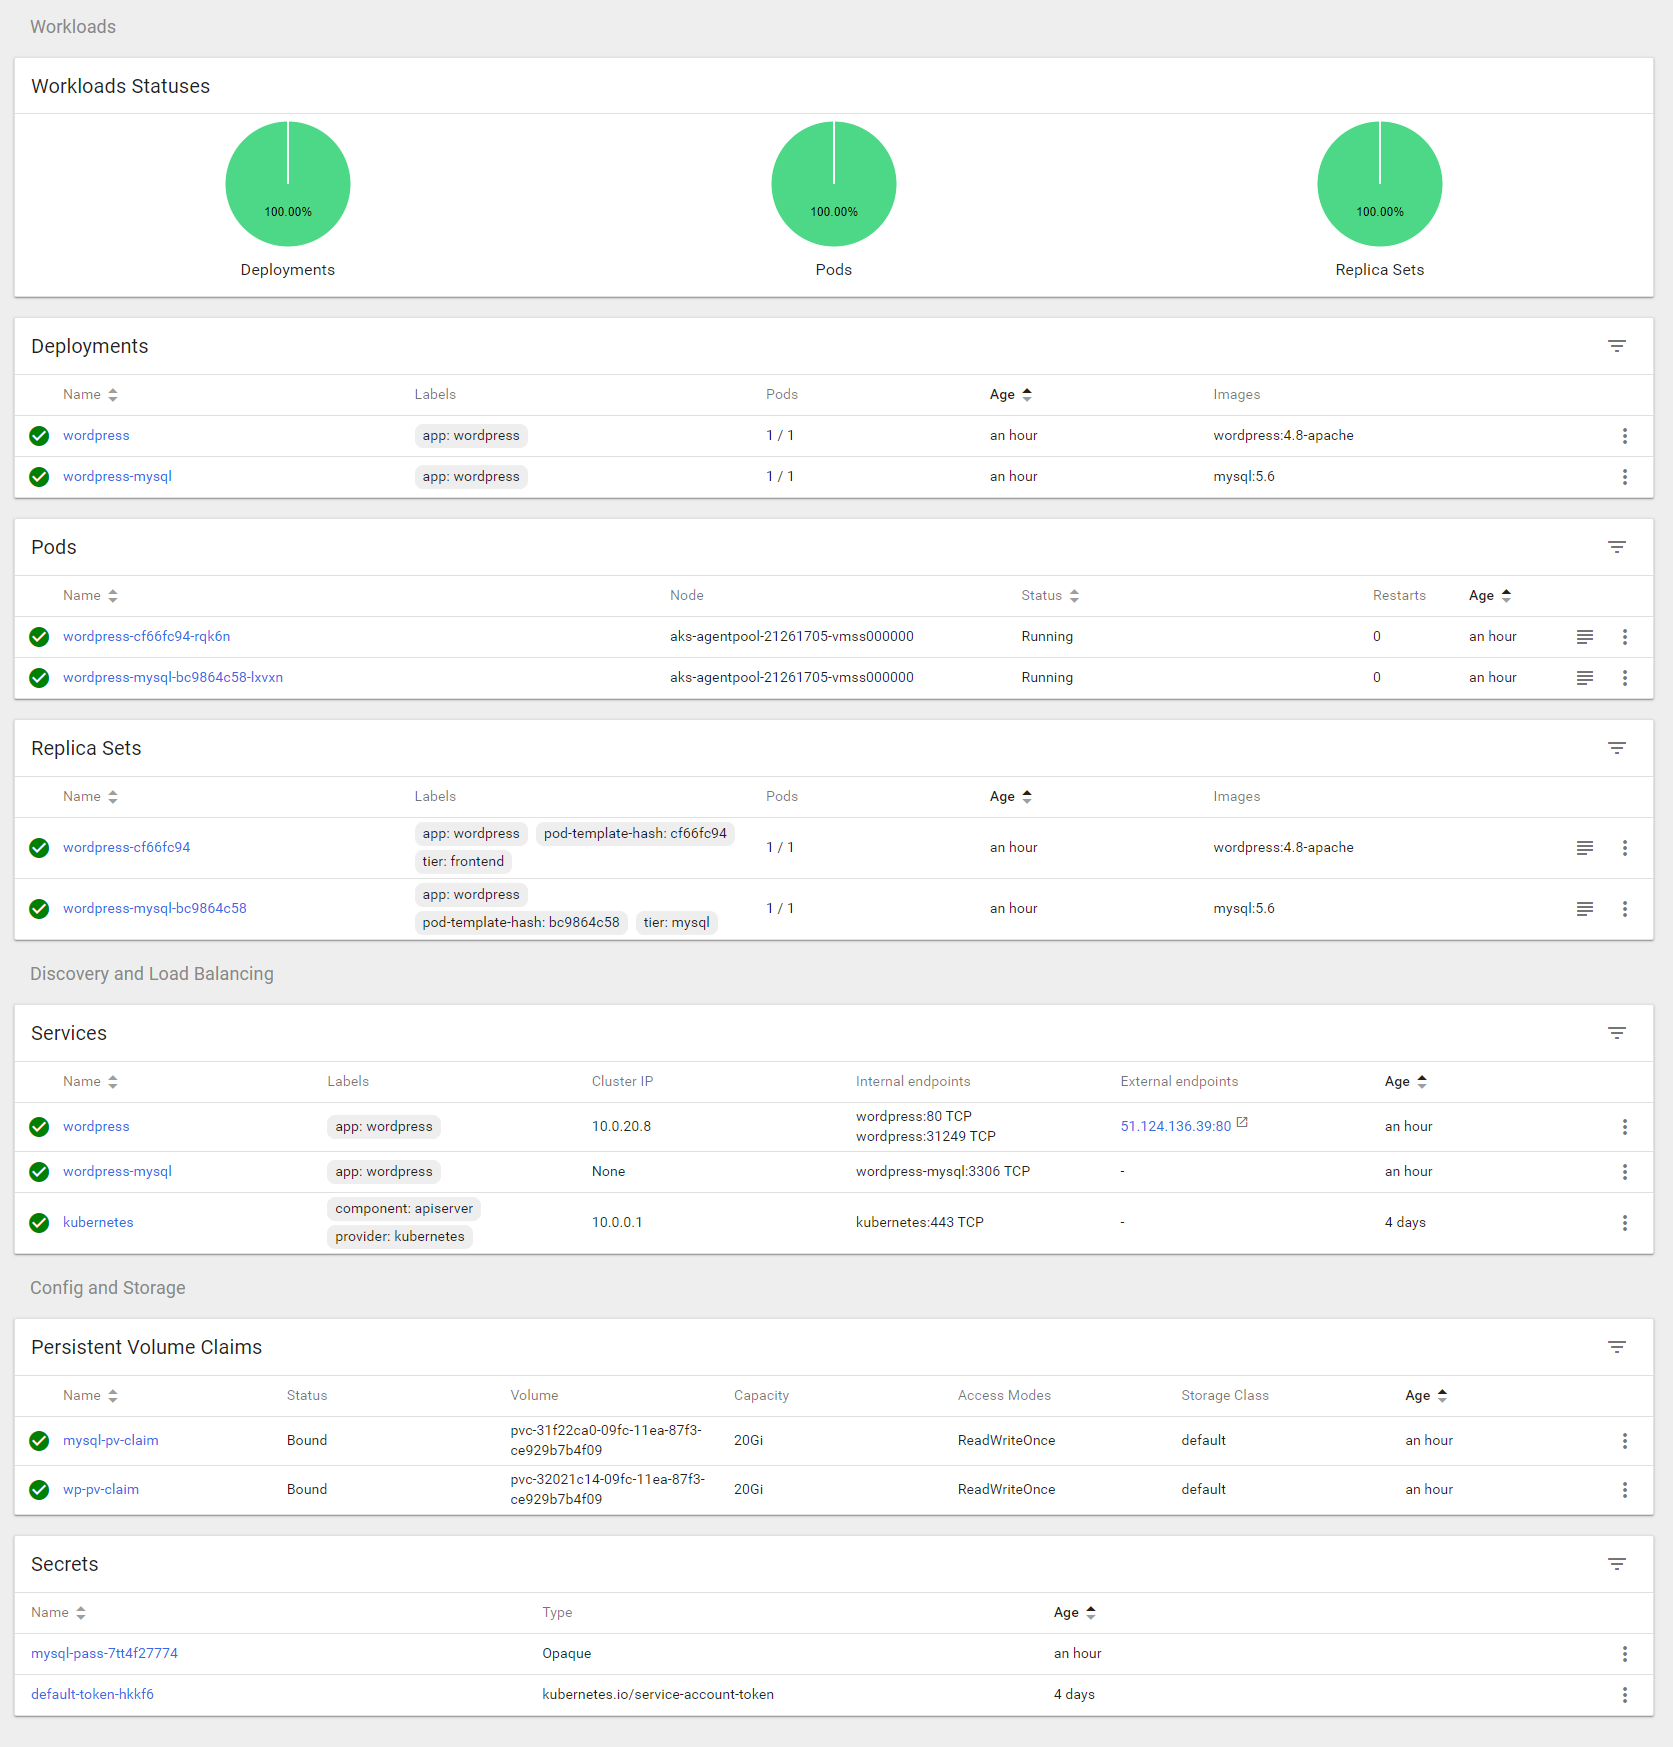 Workloads
Workloads Statuses
100.00% 100.00% 100.00%
Deployments Pods Replica Sets
Deployments
Name Labels Pods Age Images
wordpress app: wordpress 1 / 1 an hour wordpress:4.8-apache
wordpress-mysql app: wordpress 1 / 1 an hour mysql:5.6
Pods
Name Node Status Restarts Age
wordpress-cf66fc94-rqk6n aks-agentpool-21261705-vmss000000 Running 0 an hour
wordpress-mysql-bc9864c58-lxvxn aks-agentpool-21261705-vmss000000 Running 0 an hour
Replica Sets
Name Labels Pods Age Images
app: wordpress pod-template-hash: cf66fc94
wordpress-cf66fc94 1 / 1 an hour wordpress:4.8-apache
tier: frontend
app: wordpress
wordpress-mysql-bc9864c58 1 / 1 an hour mysql:5.6
pod-template-hash: bc9864c58 tier: mysql
Discovery and Load Balancing
Services
Name Labels Cluster IP Internal endpoints External endpoints Age
wordpress:80 TCP
wordpress app: wordpress 10.0.20.8 51.124.136.39:80 an hour
wordpress:31249 TCP
wordpress-mysql app: wordpress None wordpress-mysql:3306 TCP - an hour
component: apiserver
kubernetes 10.0.0.1 kubernetes:443 TCP - 4 days
provider: kubernetes
Config and Storage
Persistent Volume Claims
Name Status Volume Capacity Access Modes Storage Class Age
pvc-31f22ca0-09fc-11ea-87f3-
mysql-pv-claim Bound 20Gi ReadWriteOnce default an hour
ce929b7b4f09
pvc-32021c14-09fc-11ea-87f3-
wp-pv-claim Bound 20Gi ReadWriteOnce default an hour
ce929b7b4f09
Secrets
Name Type Age
mysql-pass-7tt4f27774 Opaque an hour
default-token-hkkf6 kubernetes.io/service-account-token 4 days